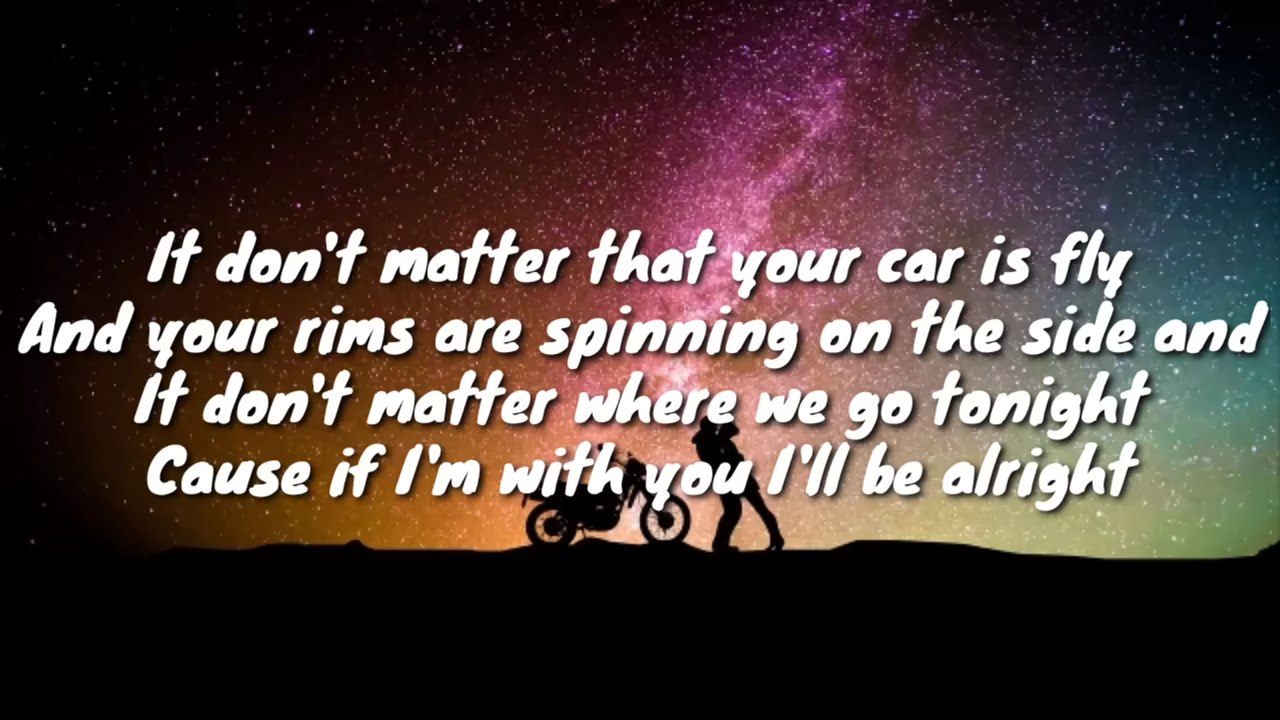 It don't matter that your car is fly
And your rims are spinning on the side and
It don't matter where we go tonight
Cause if I'm with you I'll be alright